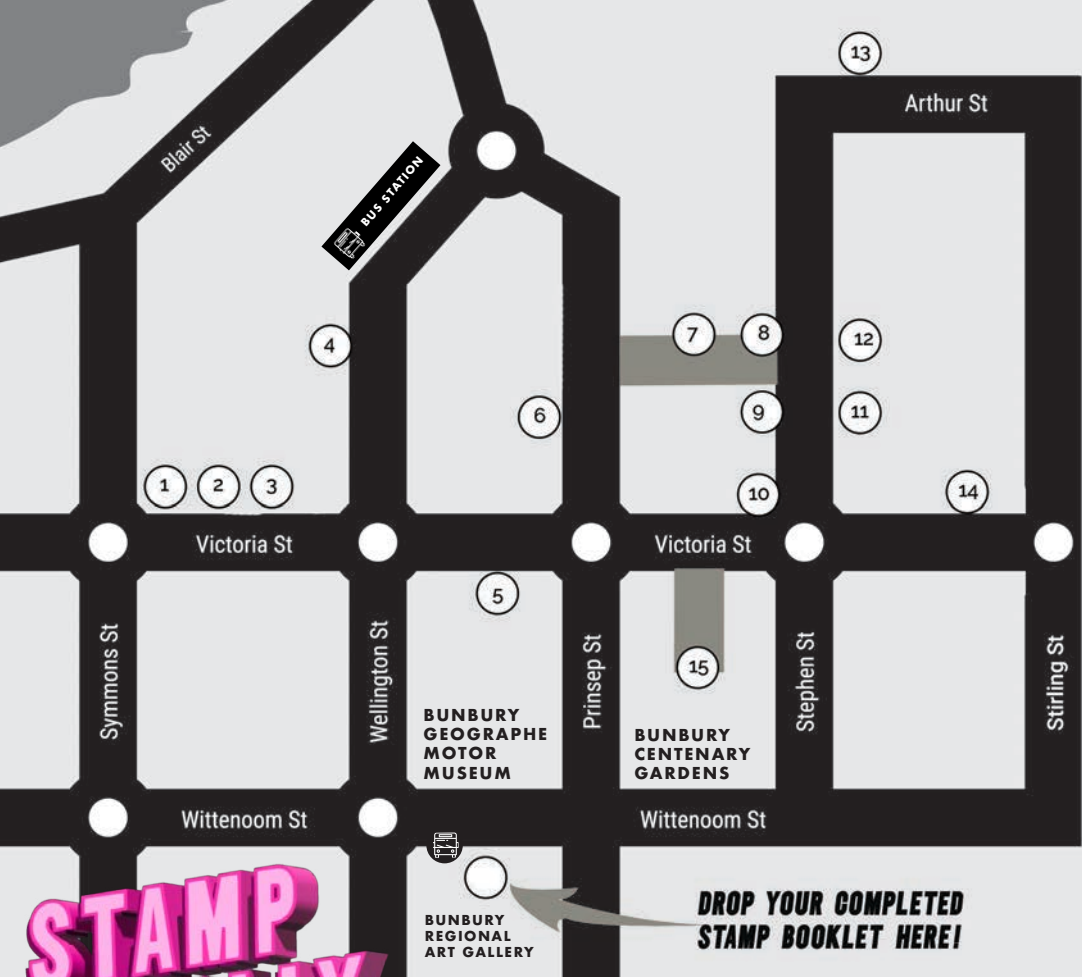 13
Arthur St
Blair St
BUS STATION
4
7
8
12
6
9
11
1
2
3
10
14
Victoria St
Victoria St
5
15
Symmons St
Wellington St
Prinsep St
Stephen St
Stirling St
BUNBURY
GEOGRAPHE
MOTOR
MUSEUM
BUNBURY
CENTENARY
GARDENS
Wittenoom St
Wittenoom St
STAMP
BUNBURY
REGIONAL
ART GALLERY
DROP YOUR COMPLETED
STAMP BOOKLET HERE!